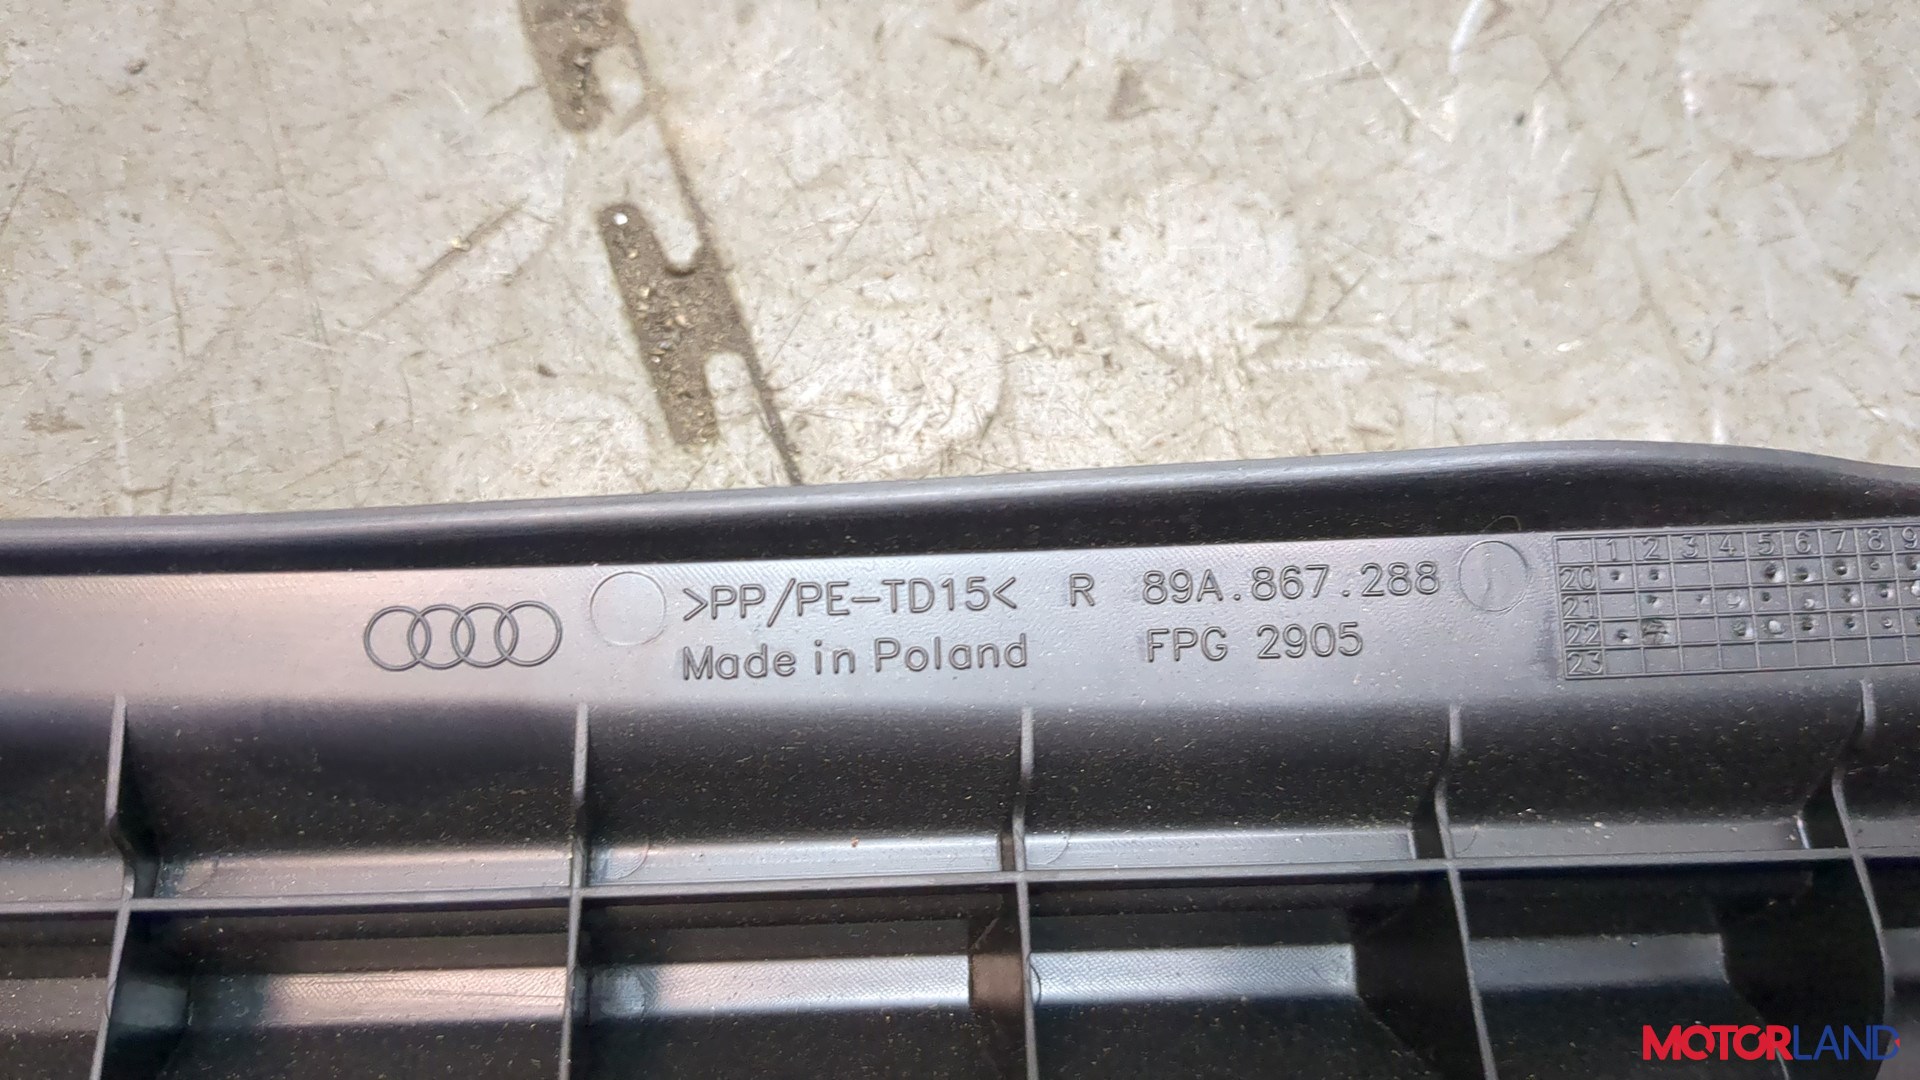 >PP/PE-TD15< R 89A.867.288
Made in Poland FPG 2905
1 2 3 4 5 6 7 8 9
20
21
22
23
MOTORLAND